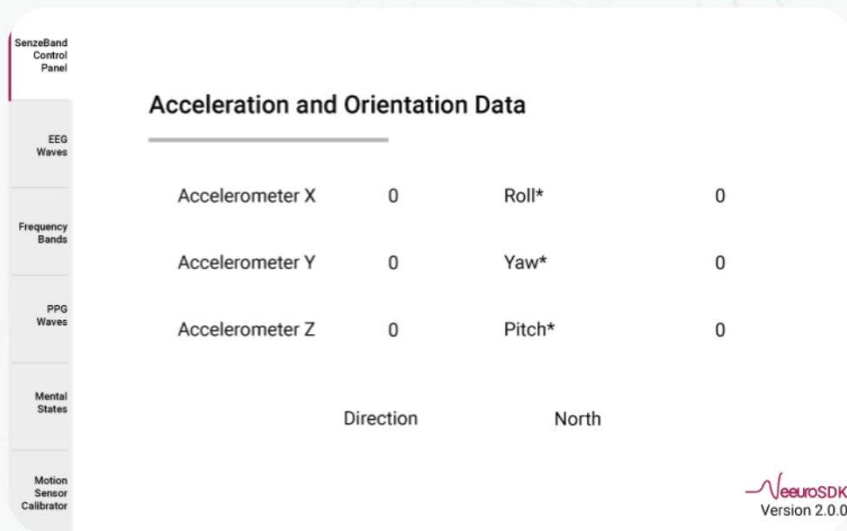 SenzeBand
Control
Panel
EEG
Waves
Frequency
Bands
PPG
Waves
Mental
States
Motion
Sensor
Calibrator
Acceleration and Orientation Data
Accelerometer X 0 Roll* 0
Accelerometer Y 0 Yaw* 0
Accelerometer Z 0 Pitch* 0
Direction North
NeeuroSDK
Version 2.0.0